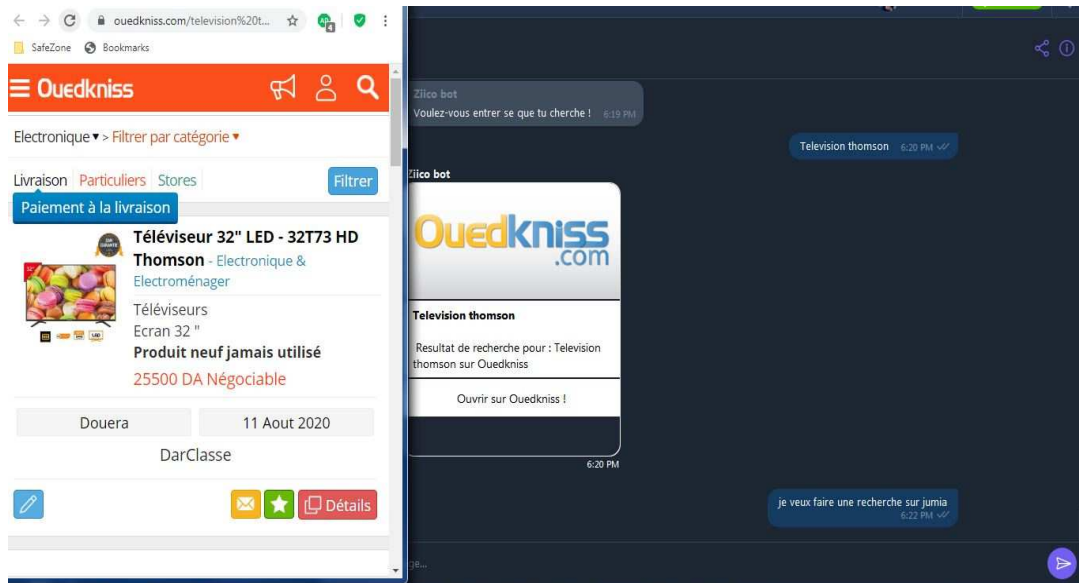 ouedkniss.com/television%20t...
4
SafeZone Bookmarks
Ouedkniss
Electronique ▾ > Filtrer par catégorie ▾
Livraison Particuliers Stores Filtrer
Paiement à la livraison
Téléviseur 32" LED - 32T73 HD
Thomson - Electronique &
Electroménager
Téléviseurs
Ecran 32 "
Produit neuf jamais utilisé
25500 DA Négociable
Douera 11 Aout 2020
DarClasse
Détails
Ziico bot
Voulez-vous entrer se que tu cherche ! 6:19 PM
Television thomson 6:20 PM
Ziico bot
Ouedkniss
.com
Television thomson
Resultat de recherche pour : Television
thomson sur Ouedkniss
Ouvrir sur Ouedkniss !
6:20 PM
je veux faire une recherche sur jumia
6:22 PM
ge...